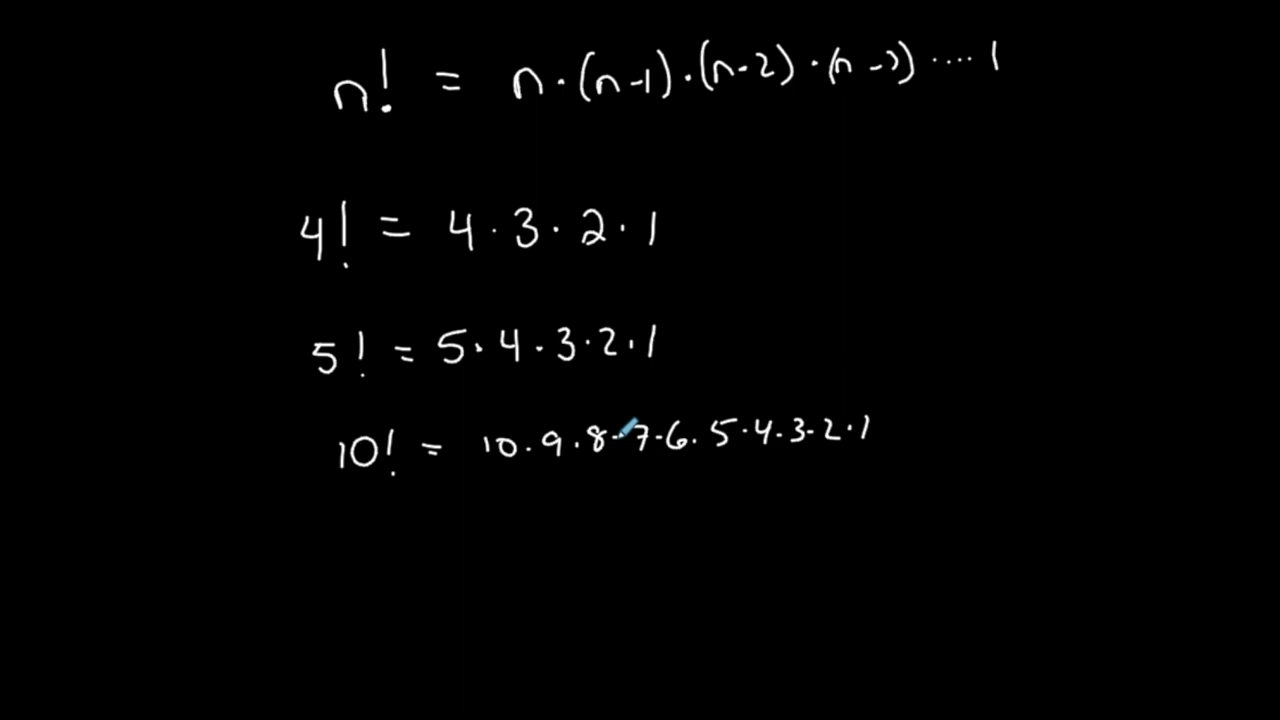 n! = n · (n-1) · (n-2) · (n-3) ···· 1
4! = 4 · 3 · 2 · 1
5! = 5 · 4 · 3 · 2 · 1
10! = 10 · 9 · 8 · 7 · 6 · 5 · 4 · 3 · 2 · 1